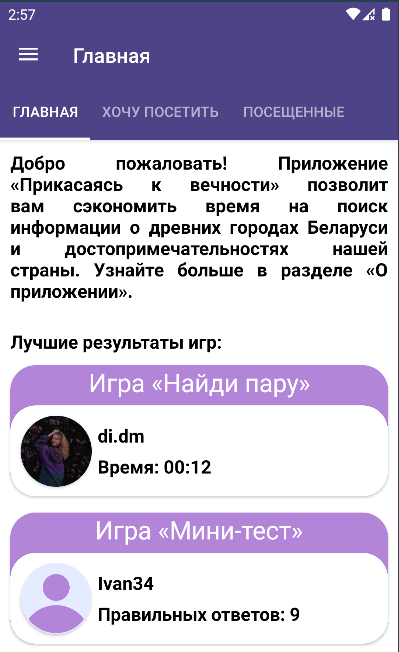 2:57
Главная
ГЛАВНАЯ ХОЧУ ПОСЕТИТЬ ПОСЕЩЕННЫЕ
Добро пожаловать! Приложение
«Прикасаясь к вечности» позволит
вам сэкономить время на поиск
информации о древних городах Беларуси
и достопримечательностях нашей
страны. Узнайте больше в разделе «О
приложении».
Лучшие результаты игр:
Игра «Найди пару»
di.dm
Время: 00:12
Игра «Мини-тест»
Ivan34
Правильных ответов: 9